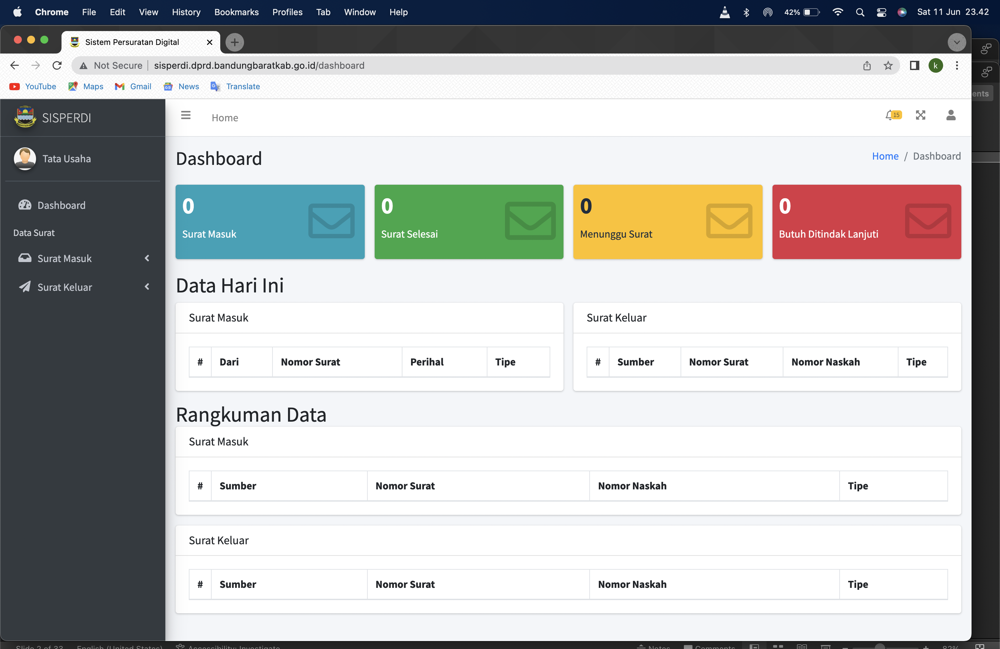 Chrome File Edit View History Bookmarks Profiles Tab Window Help 42% Sat 11 Jun 23.42
Sistem Persuratan Digital
Not Secure sisperdi.dprd.bandungbaratkab.go.id/dashboard k
YouTube Maps Gmail News Translate
ents
SISPERDI
Home 15
Tata Usaha
Dashboard
Data Surat
Surat Masuk
Surat Keluar
Dashboard Home / Dashboard
0 0 0 0
Surat Masuk Surat Selesai Menunggu Surat Butuh Ditindak Lanjuti
Data Hari Ini
Surat Masuk
# Dari Nomor Surat Perihal Tipe
Surat Keluar
# Sumber Nomor Surat Nomor Naskah Tipe
Rangkuman Data
Surat Masuk
# Sumber Nomor Surat Nomor Naskah Tipe
Surat Keluar
# Sumber Nomor Surat Nomor Naskah Tipe
Slide 2 of 33 English (United States) Accessibility: Investigate Notes Comments 82%